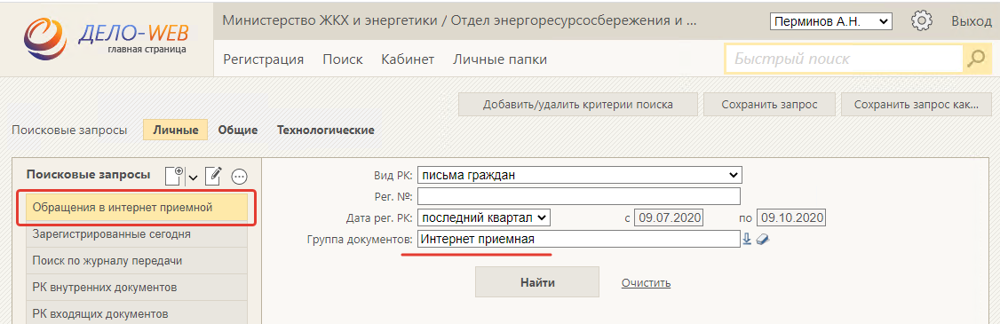 ДЕЛО-WEB
главная страница
Министерство ЖКХ и энергетики / Отдел энергоресурсосбережения и ...
Перминов А.Н.
Выход
Регистрация Поиск Кабинет Личные папки
Быстрый поиск
Добавить/удалить критерии поиска
Сохранить запрос
Сохранить запрос как...
Поисковые запросы Личные Общие Технологические
Поисковые запросы
Обращения в интернет приемной
Зарегистрированные сегодня
Поиск по журналу передачи
РК внутренних документов
РК входящих документов
Вид РК: письма граждан
Рег. №:
Дата рег. РК: последний квартал с 09.07.2020 по 09.10.2020
Группа документов: Интернет приемная
Найти Очистить